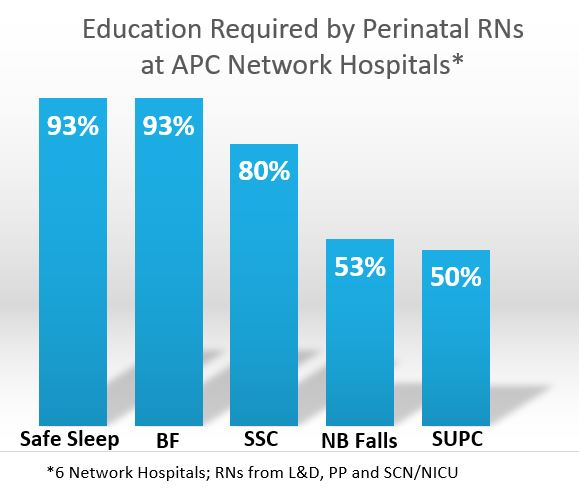 Education Required by Perinatal RNs
at APC Network Hospitals*
93% 93% 80% 53% 50%
Safe Sleep BF SSC NB Falls SUPC
*6 Network Hospitals; RNs from L&D, PP and SCN/NICU